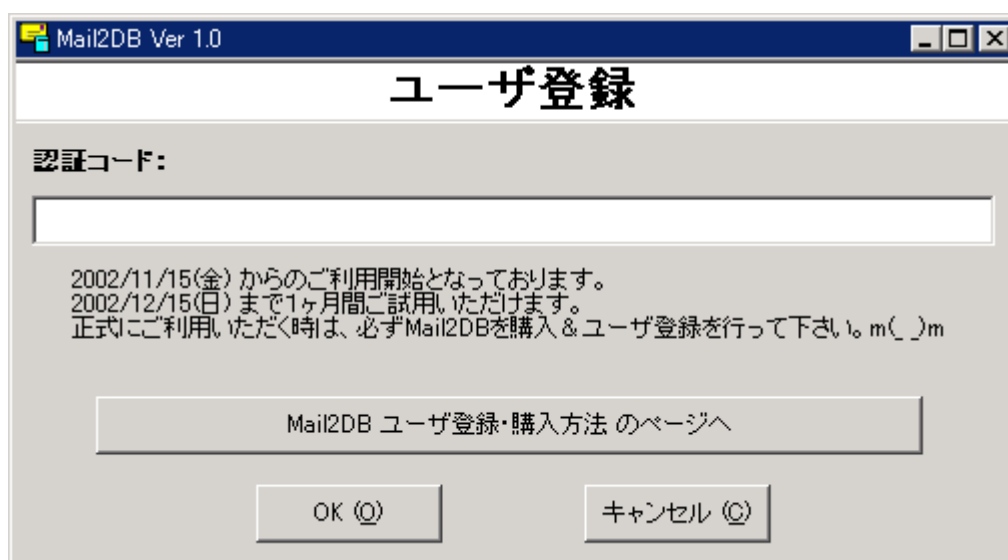 Mail2DB Ver 1.0
ユーザ登録
認証コード:
2002/11/15(金) からのご利用開始となっております。
2002/12/15(日) まで1ヶ月間ご試用いただけます。
正式にご利用いただく時は、必ずMail2DBを購入 & ユーザ登録を行って下さい。m(_ _)m
Mail2DB ユーザ登録・購入方法 のページへ
OK (O)
キャンセル (C)